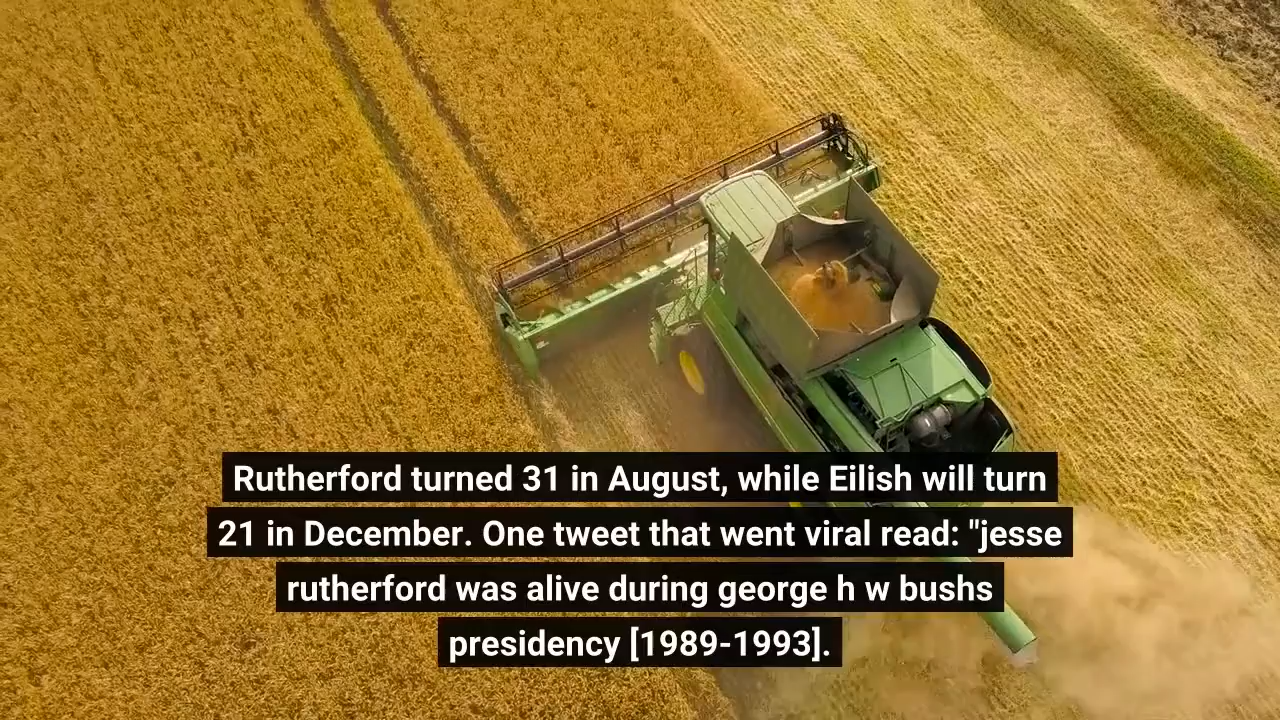 Rutherford turned 31 in August, while Eilish will turn
21 in December. One tweet that went viral read: "jesse
rutherford was alive during george h w bushs
presidency [1989-1993].